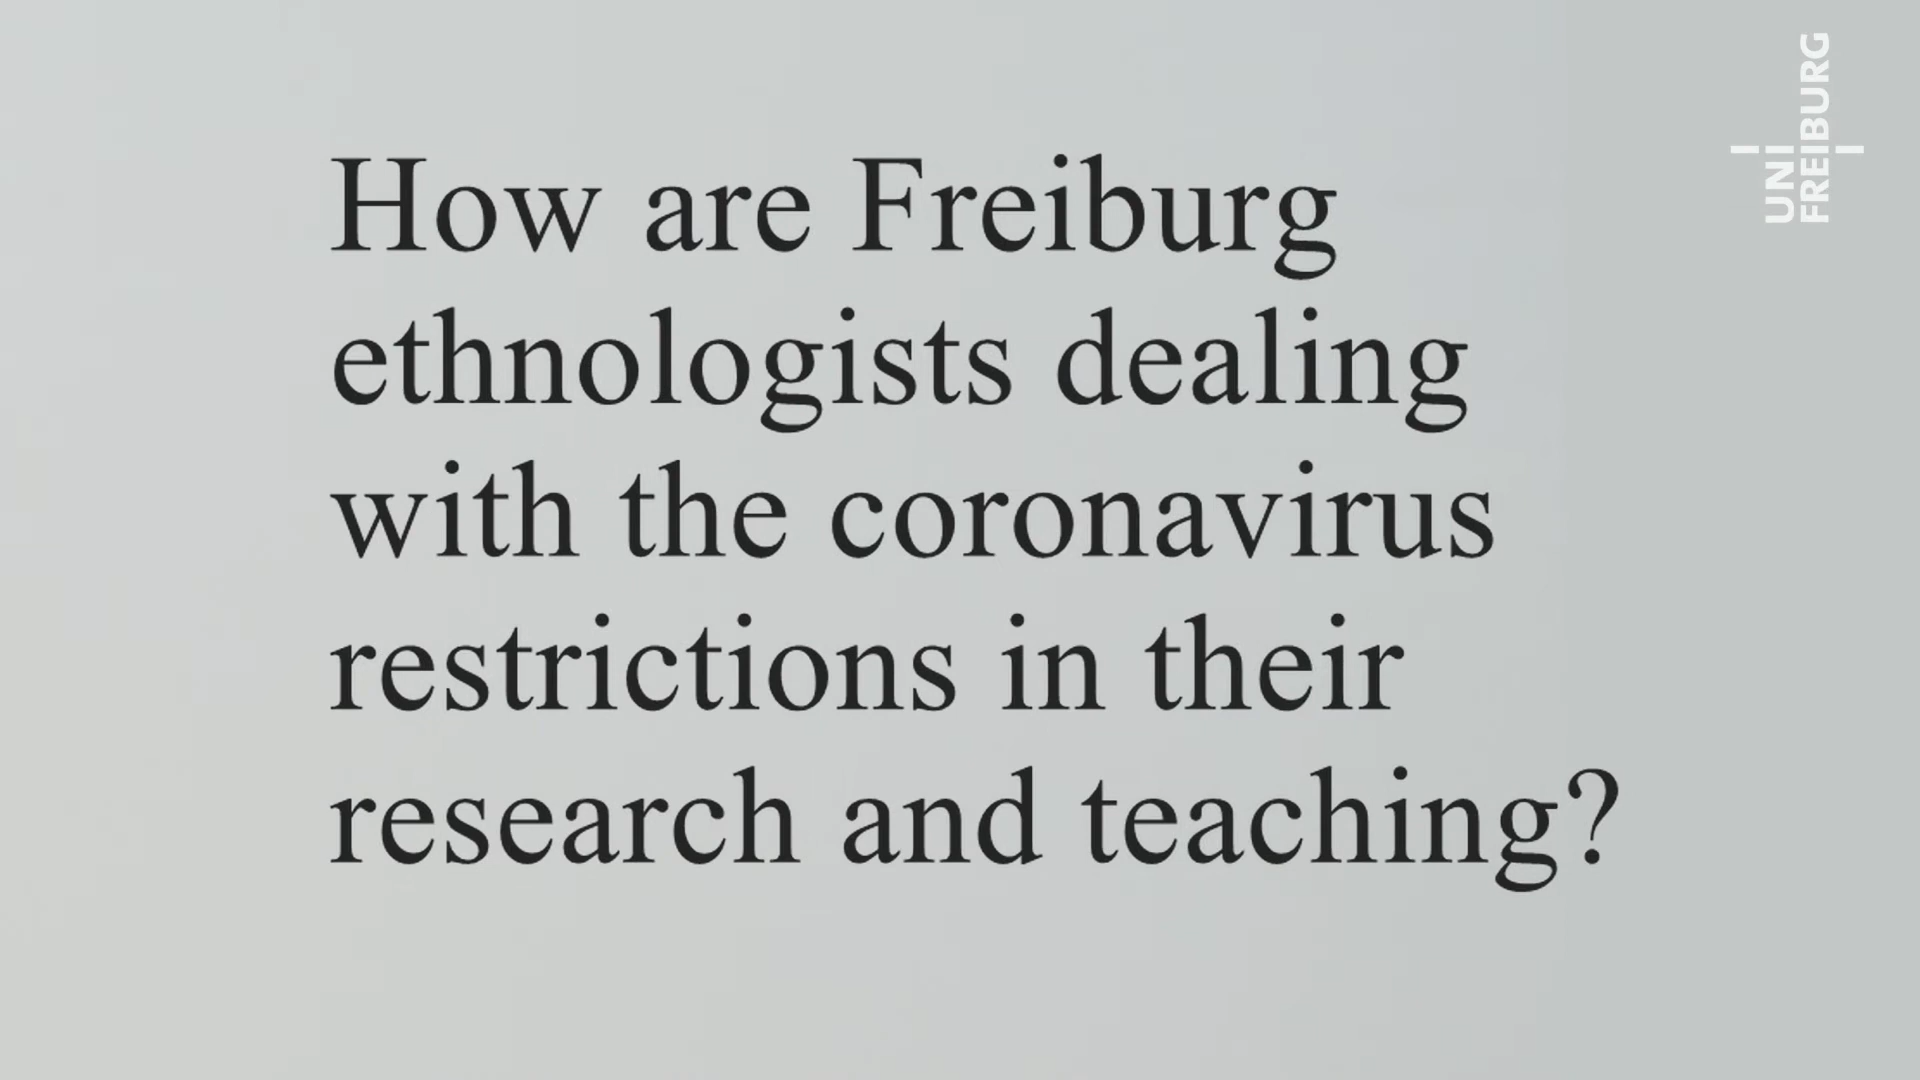 How are Freiburg
ethnologists dealing
with the coronavirus
restrictions in their
research and teaching?
UNI
FREIBURG